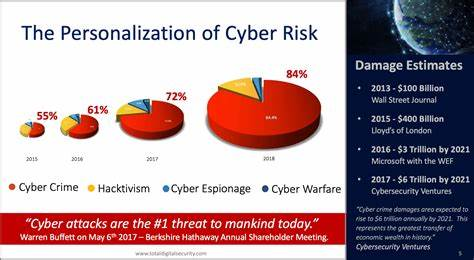 The Personalization of Cyber Risk
55%
61%
72%
84%
84.4%
2015
2016
2017
2018
Cyber Crime
Hacktivism
Cyber Espionage
Cyber Warfare
“Cyber attacks are the #1 threat to mankind today.”
Warren Buffett on May 6th 2017 – Berkshire Hathaway Annual Shareholder Meeting.
www.totaldigitalsecurity.com
Damage Estimates
• 2013 - $100 Billion
Wall Street Journal
• 2015 - $400 Billion
Lloyd’s of London
• 2016 - $3 Trillion by 2021
Microsoft with the WEF
• 2017 - $6 Trillion by 2021
Cybersecurity Ventures
“Cyber crime damages area expected to
rise to $6 trillion annually by 2021. This
represents the greatest transfer of
economic wealth in history.”
Cybersecurity Ventures
5